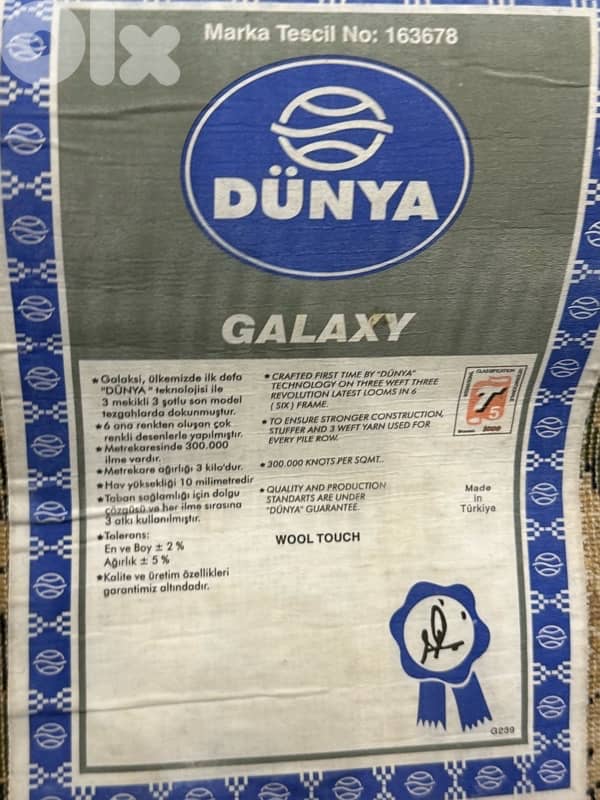 olx
Marka Tescil No: 163678
DÜNYA
GALAXY
★ Galaksi, ülkemizde ilk defa
"DÜNYA" teknolojisi ile
3 mekikli 3 şotlu son model
tezgahlarda dokunmuştur.
★6 ana renkten oluşan çok
renkli desenlerle yapılmıştır.
★Metrekaresinde 300.000
ilme vardır.
★Metrekare ağırlığı 3 kilo'dur.
★Hav yüksekliği 10 milimetredir
★Taban sağlamlığı için dolgu
çözgüsü ve her ilme sırasına
3 atkı kullanılmıştır.
★Tolerans:
En ve Boy ± 2 %
Ağırlık ± 5 %
★Kalite ve üretim özellikleri
garantimiz altındadır.
★ CRAFTED FIRST TIME BY "DÜNYA"
TECHNOLOGY ON THREE WEFT THREE
REVOLUTION LATEST LOOMS IN 6
( SIX ) FRAME.
★ TO ENSURE STRONGER CONSTRUCTION,
STUFFER AND 3 WEFT YARN USED FOR
EVERY PILE ROW.
★ 300.000 KNOTS PER SQMT..
★ QUALITY AND PRODUCTION
STANDARTS ARE UNDER
"DÜNYA" GUARANTEE.
WOOL TOUCH
CLASSIFICATION
T
5
Made
in
Türkiye
G239